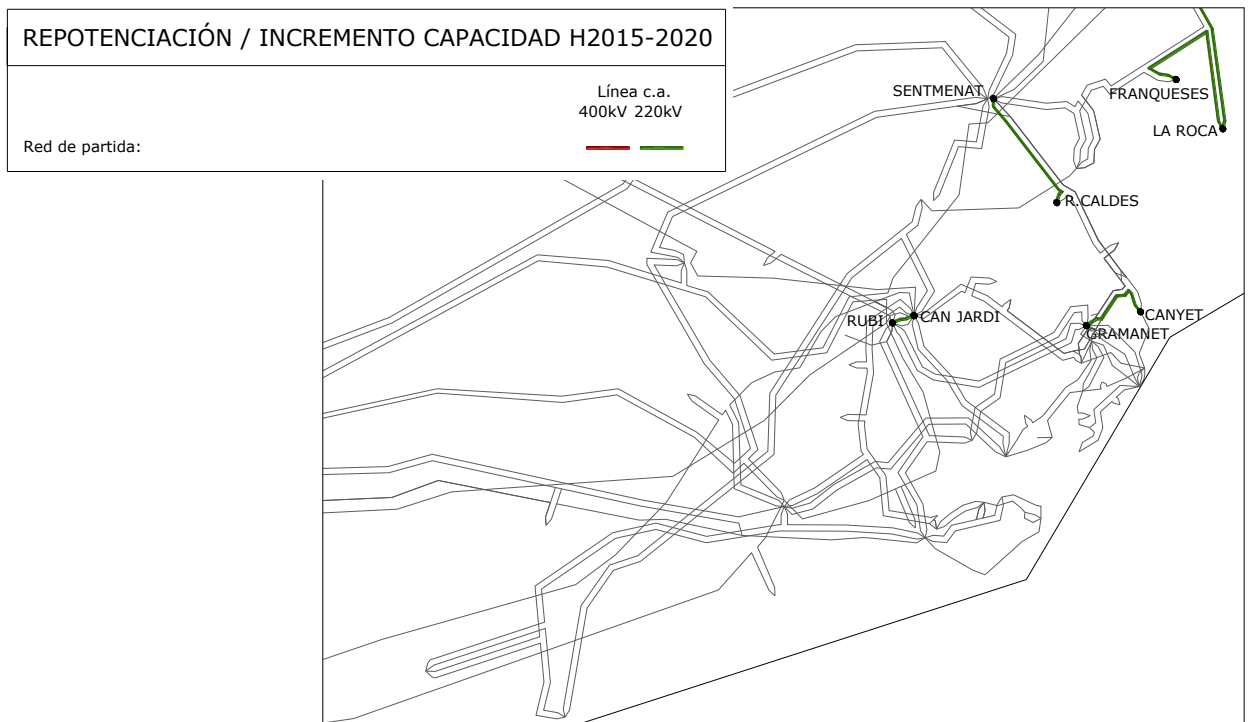 REPOTENCIACIÓN / INCREMENTO CAPACIDAD H2015-2020
Línea c.a.
400kV 220kV
Red de partida:
SENTMENAT
FRANQUESES
LA ROCA
R.CALDES
RUBI
CAN JARDI
CANYET
GRAMANET